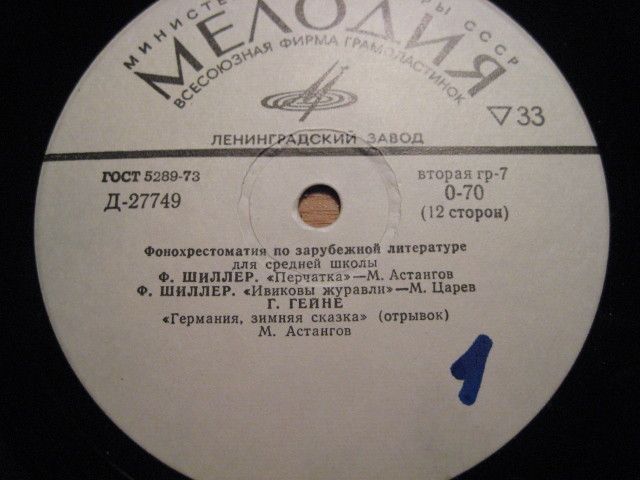 МЕЛОДИЯ
ВСЕСОЮЗНАЯ ФИРМА ГРАМПЛАСТИНОК
СССР
▽ 33
ЛЕНИНГРАДСКИЙ ЗАВОД
ГОСТ 5289-73
Д-27749
вторая гр-7
0-70
(12 сторон)
Фонохрестоматия по зарубежной литературе
для средней школы
Ф. ШИЛЛЕР. «Перчатка»—М. Астангов
Ф. ШИЛЛЕР. «Ивиковы журавли»—М. Царев
Г. ГЕЙНЕ
«Германия, зимняя сказка» (отрывок)
М. Астангов
1